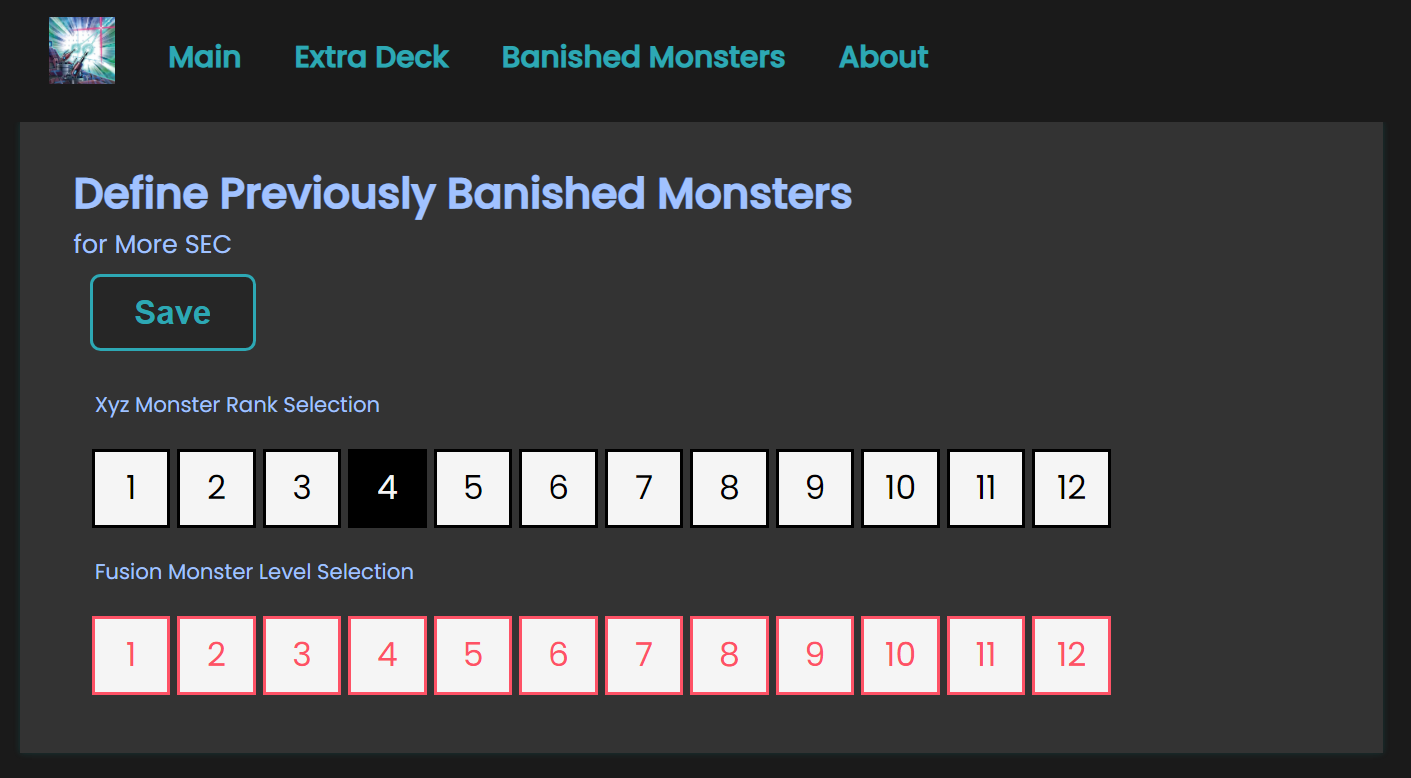 Main Extra Deck Banished Monsters About
Define Previously Banished Monsters
for More SEC
Save
Xyz Monster Rank Selection
1 2 3 4 5 6 7 8 9 10 11 12
Fusion Monster Level Selection
1 2 3 4 5 6 7 8 9 10 11 12